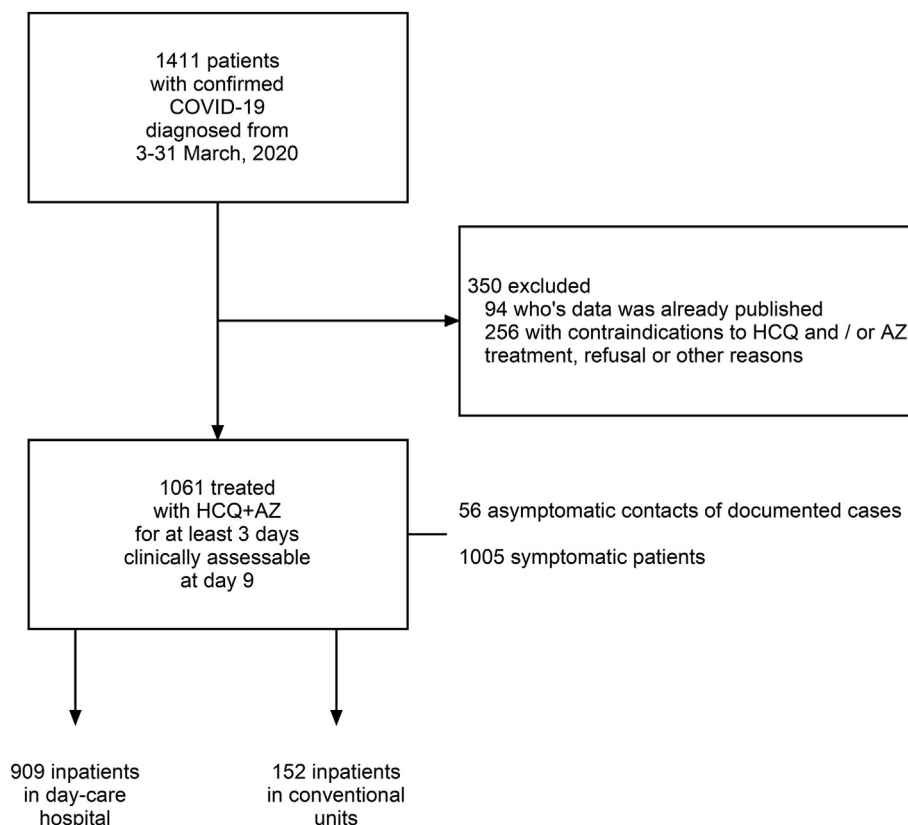 1411 patients
with confirmed
COVID-19
diagnosed from
3-31 March, 2020
350 excluded
94 who's data was already published
256 with contraindications to HCQ and / or AZ
treatment, refusal or other reasons
1061 treated
with HCQ+AZ
for at least 3 days
clinically assessable
at day 9
56 asymptomatic contacts of documented cases
1005 symptomatic patients
909 inpatients
in day-care
hospital
152 inpatients
in conventional
units